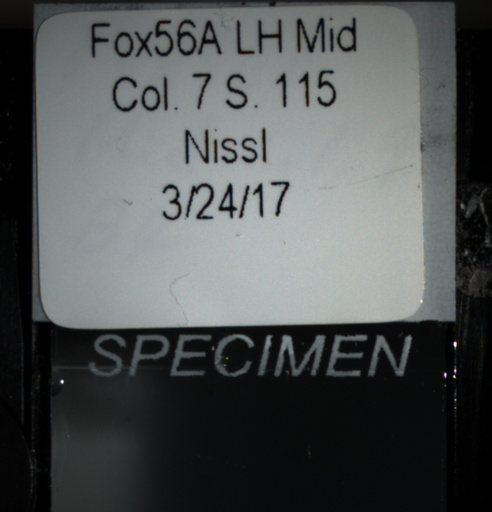 Fox56A LH Mid
Col. 7 S. 115
Nissl
3/24/17
SPECIMEN